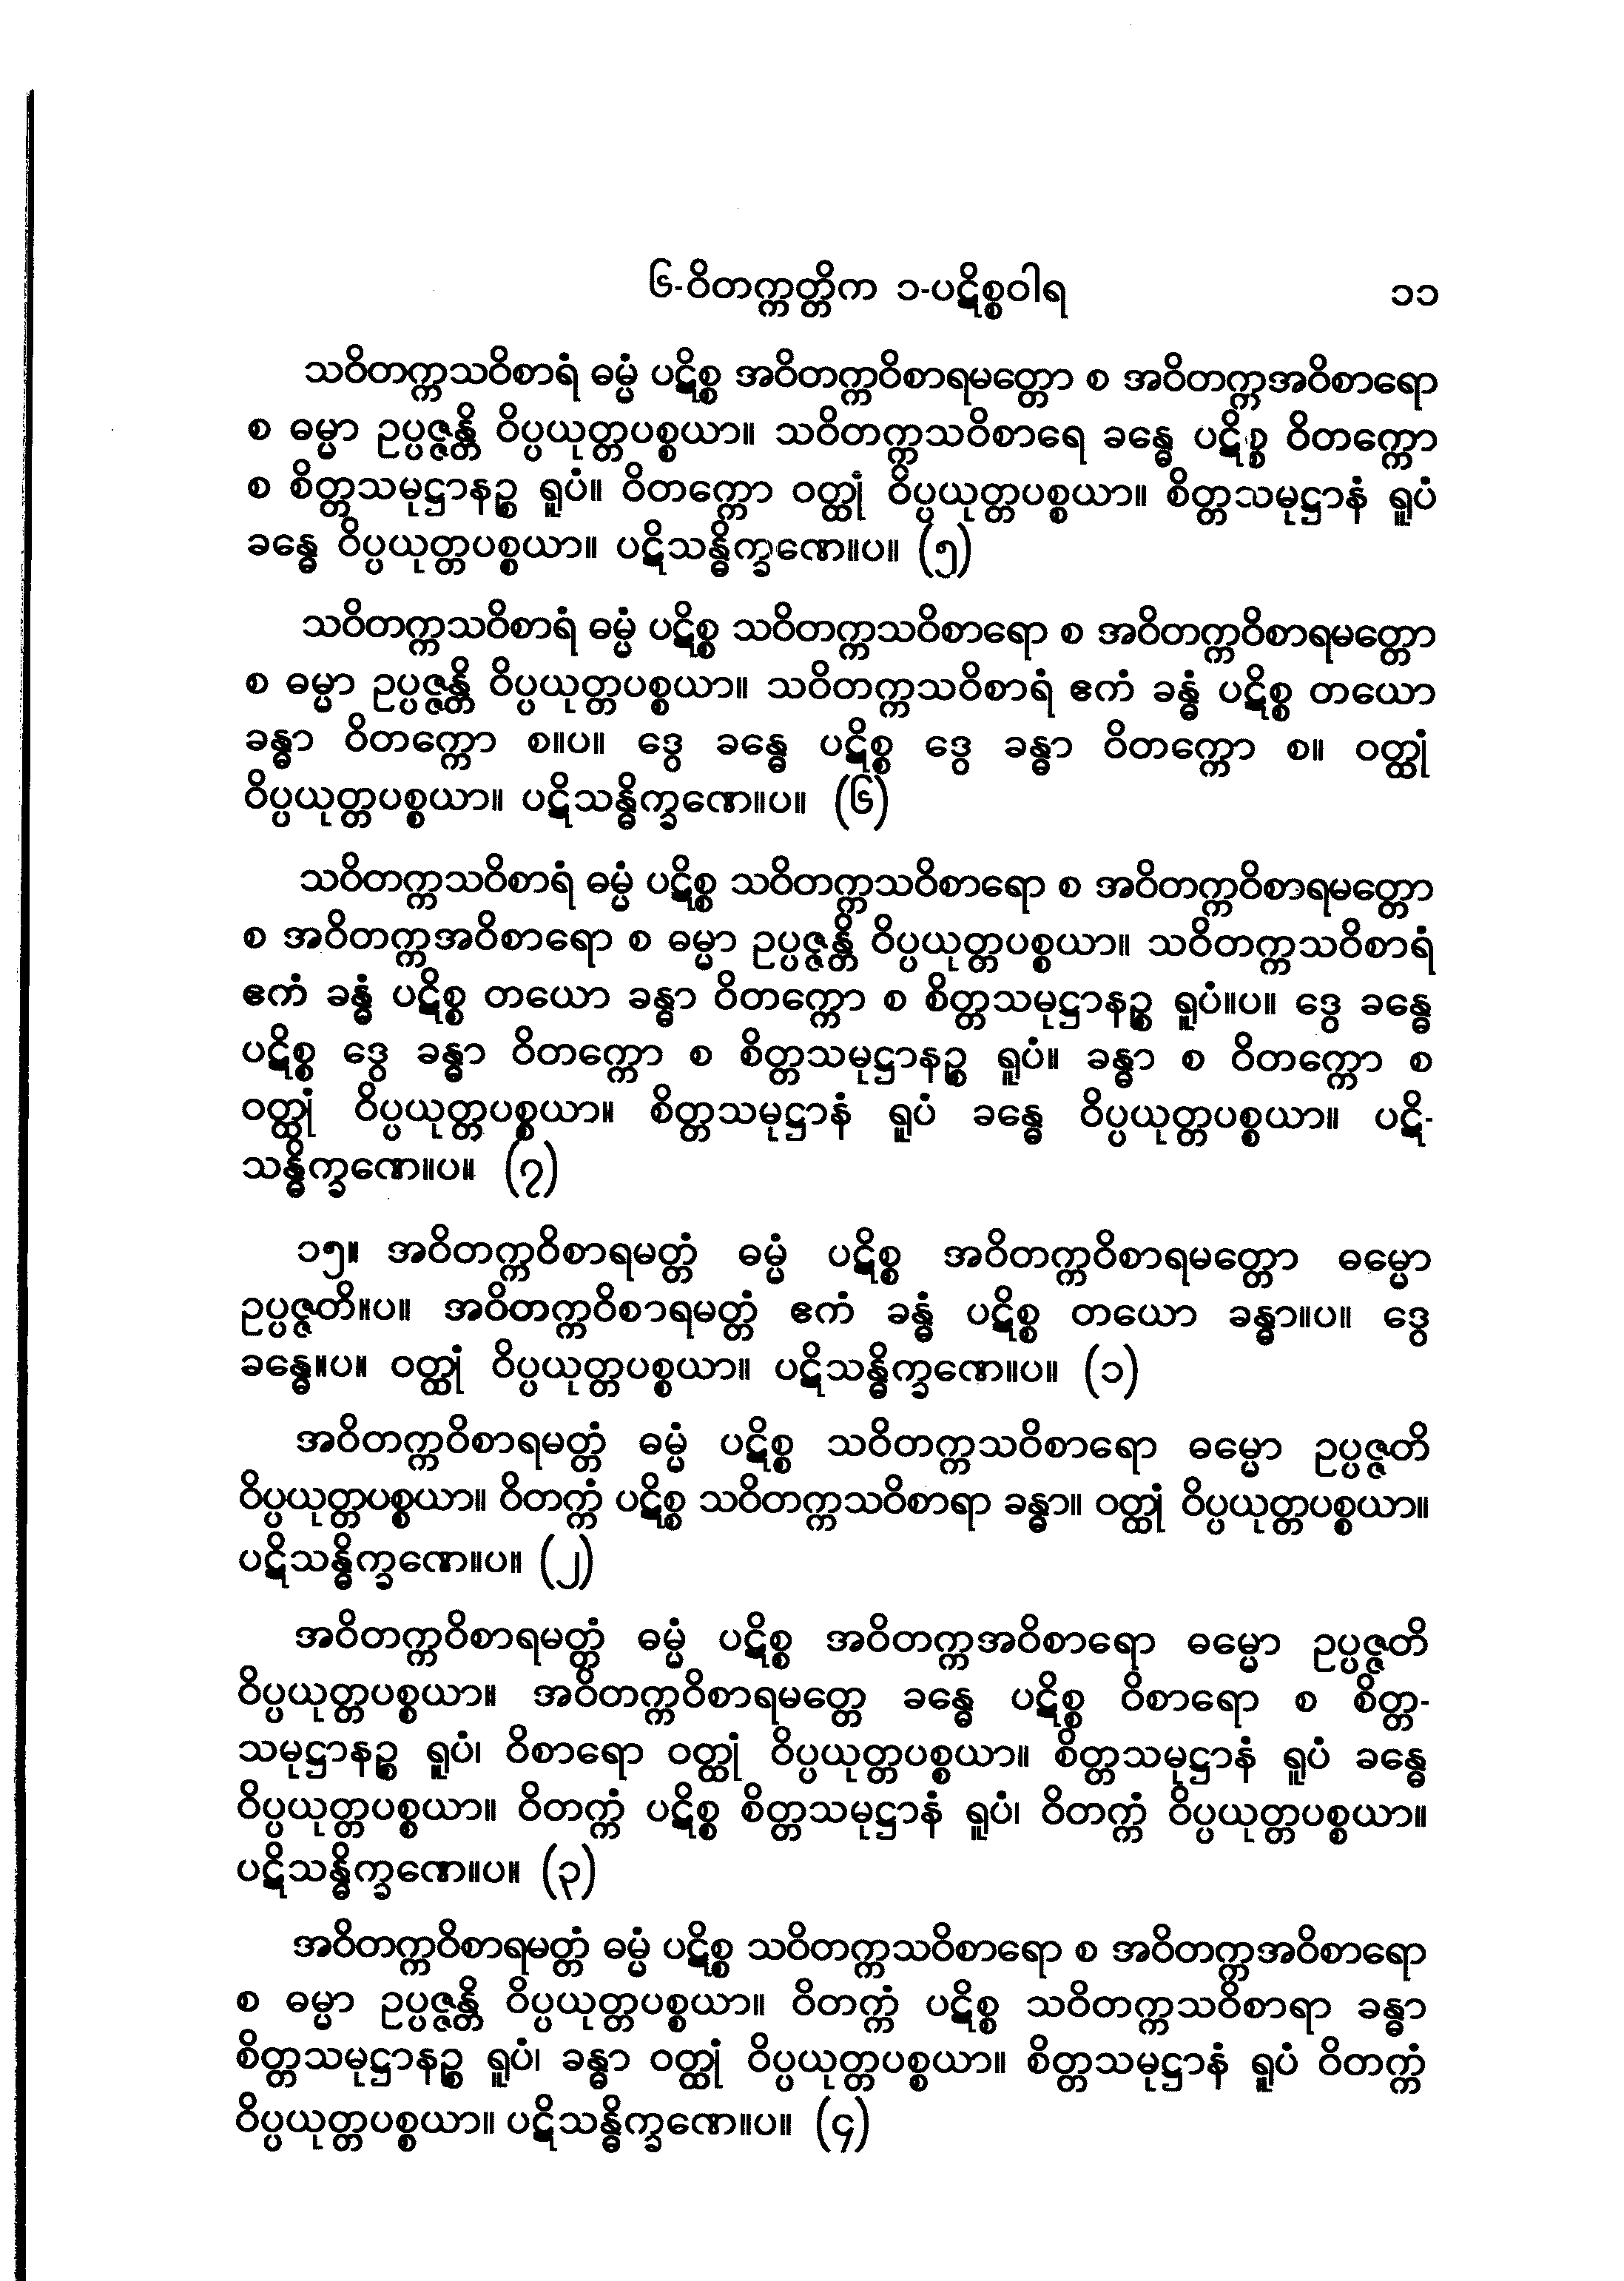 ၆-ဝိတက္ကတ္တိက ၁-ပဋိစ္စဝါရ ၁၁
သဝိတက္ကသဝိစာရံ ဓမ္မံ ပဋိစ္စ အဝိတက္ကဝိစာရမတ္တော စ အဝိတက္ကအဝိစာရော
စ ဓမ္မာ ဥပ္ပဇ္ဇန္တိ ဝိပ္ပယုတ္တပစ္စယာ။ သဝိတက္ကသဝိစာရေ ခန္ဓေ ပဋိစ္စ ဝိတက္ကော
စ စိတ္တသမုဋ္ဌာနဉ္စ ရူပံ။ ဝိတက္ကော ဝတ္ထုံ ဝိပ္ပယုတ္တပစ္စယာ။ စိတ္တသမုဋ္ဌာနံ ရူပံ
ခန္ဓေ ဝိပ္ပယုတ္တပစ္စယာ။ ပဋိသန္ဓိက္ခဏေ။ပ။ (၅)
သဝိတက္ကသဝိစာရံ ဓမ္မံ ပဋိစ္စ သဝိတက္ကသဝိစာရော စ အဝိတက္ကဝိစာရမတ္တော
စ ဓမ္မာ ဥပ္ပဇ္ဇန္တိ ဝိပ္ပယုတ္တပစ္စယာ။ သဝိတက္ကသဝိစာရံ ဧကံ ခန္ဓံ ပဋိစ္စ တယော
ခန္ဓာ ဝိတက္ကော စ။ပ။ ဒွေ ခန္ဓေ ပဋိစ္စ ဒွေ ခန္ဓာ ဝိတက္ကော စ။ ဝတ္ထုံ
ဝိပ္ပယုတ္တပစ္စယာ။ ပဋိသန္ဓိက္ခဏေ။ပ။ (၆)
သဝိတက္ကသဝိစာရံ ဓမ္မံ ပဋိစ္စ သဝိတက္ကသဝိစာရော စ အဝိတက္ကဝိစာရမတ္တော
စ အဝိတက္ကအဝိစာရော စ ဓမ္မာ ဥပ္ပဇ္ဇန္တိ ဝိပ္ပယုတ္တပစ္စယာ။ သဝိတက္ကသဝိစာရံ
ဧကံ ခန္ဓံ ပဋိစ္စ တယော ခန္ဓာ ဝိတက္ကော စ စိတ္တသမုဋ္ဌာနဉ္စ ရူပံ။ပ။ ဒွေ ခန္ဓေ
ပဋိစ္စ ဒွေ ခန္ဓာ ဝိတက္ကော စ စိတ္တသမုဋ္ဌာနဉ္စ ရူပံ။ ခန္ဓာ စ ဝိတက္ကော စ
ဝတ္ထုံ ဝိပ္ပယုတ္တပစ္စယာ။ စိတ္တသမုဋ္ဌာနံ ရူပံ ခန္ဓေ ဝိပ္ပယုတ္တပစ္စယာ။ ပဋိ-
သန္ဓိက္ခဏေ။ပ။ (၇)
၁၅။ အဝိတက္ကဝိစာရမတ္တံ ဓမ္မံ ပဋိစ္စ အဝိတက္ကဝိစာရမတ္တော ဓမ္မော
ဥပ္ပဇ္ဇတိ။ပ။ အဝိတက္ကဝိစာရမတ္တံ ဧကံ ခန္ဓံ ပဋိစ္စ တယော ခန္ဓာ။ပ။ ဒွေ
ခန္ဓေ။ပ။ ဝတ္ထုံ ဝိပ္ပယုတ္တပစ္စယာ။ ပဋိသန္ဓိက္ခဏေ။ပ။ (၁)
အဝိတက္ကဝိစာရမတ္တံ ဓမ္မံ ပဋိစ္စ သဝိတက္ကသဝိစာရော ဓမ္မော ဥပ္ပဇ္ဇတိ
ဝိပ္ပယုတ္တပစ္စယာ။ ဝိတက္ကံ ပဋိစ္စ သဝိတက္ကသဝိစာရာ ခန္ဓာ။ ဝတ္ထုံ ဝိပ္ပယုတ္တပစ္စယာ။
ပဋိသန္ဓိက္ခဏေ။ပ။ (၂)
အဝိတက္ကဝိစာရမတ္တံ ဓမ္မံ ပဋိစ္စ အဝိတက္ကအဝိစာရော ဓမ္မော ဥပ္ပဇ္ဇတိ
ဝိပ္ပယုတ္တပစ္စယာ။ အဝိတက္ကဝိစာရမတ္တေ ခန္ဓေ ပဋိစ္စ ဝိစာရော စ စိတ္တ-
သမုဋ္ဌာနဉ္စ ရူပံ၊ ဝိစာရော ဝတ္ထုံ ဝိပ္ပယုတ္တပစ္စယာ။ စိတ္တသမုဋ္ဌာနံ ရူပံ ခန္ဓေ
ဝိပ္ပယုတ္တပစ္စယာ။ ဝိတက္ကံ ပဋိစ္စ စိတ္တသမုဋ္ဌာနံ ရူပံ၊ ဝိတက္ကံ ဝိပ္ပယုတ္တပစ္စယာ။
ပဋိသန္ဓိက္ခဏေ။ပ။ (၃)
အဝိတက္ကဝိစာရမတ္တံ ဓမ္မံ ပဋိစ္စ သဝိတက္ကသဝိစာရော စ အဝိတက္ကအဝိစာရော
စ ဓမ္မာ ဥပ္ပဇ္ဇန္တိ ဝိပ္ပယုတ္တပစ္စယာ။ ဝိတက္ကံ ပဋိစ္စ သဝိတက္ကသဝိစာရာ ခန္ဓာ
စိတ္တသမုဋ္ဌာနဉ္စ ရူပံ၊ ခန္ဓာ ဝတ္ထုံ ဝိပ္ပယုတ္တပစ္စယာ။ စိတ္တသမုဋ္ဌာနံ ရူပံ ဝိတက္ကံ
ဝိပ္ပယုတ္တပစ္စယာ။ ပဋိသန္ဓိက္ခဏေ။ပ။ (၄)